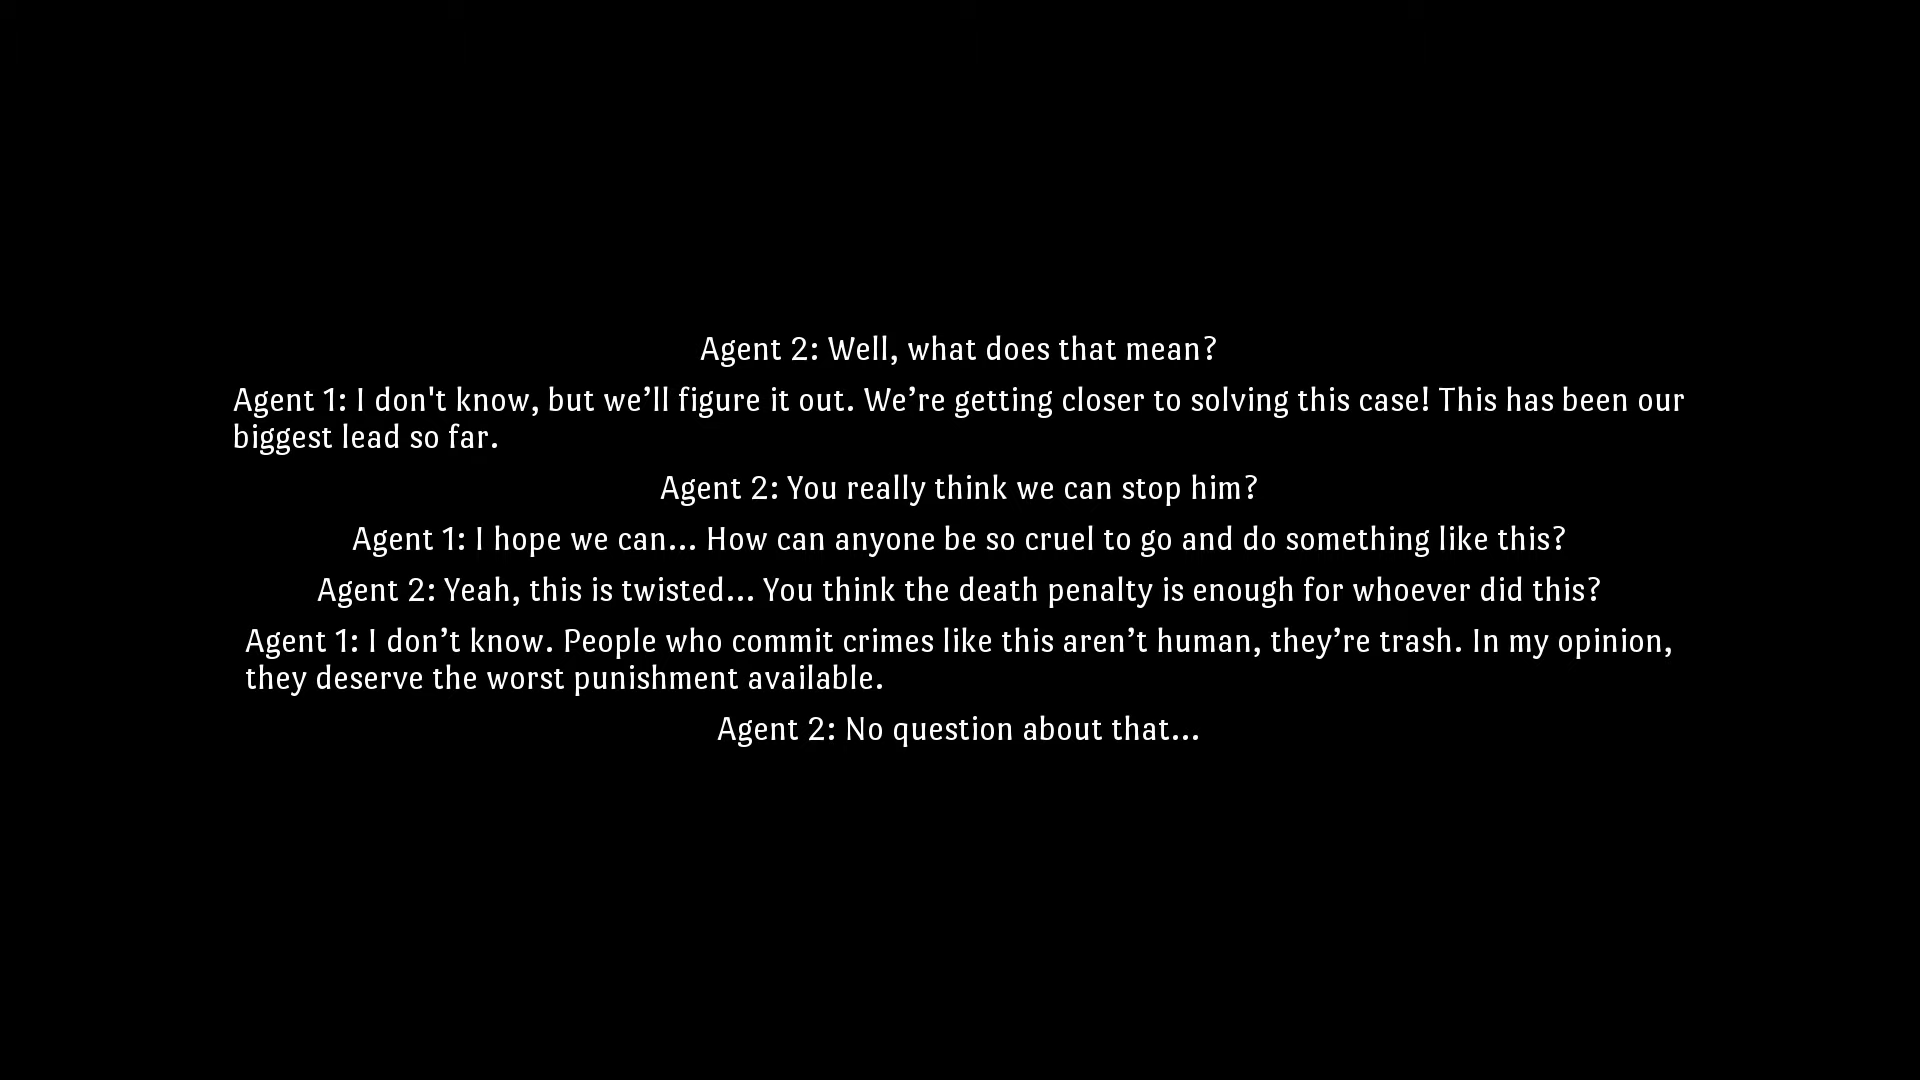 Agent 2: Well, what does that mean?
Agent 1: I don't know, but we’ll figure it out. We’re getting closer to solving this case! This has been our
biggest lead so far.
Agent 2: You really think we can stop him?
Agent 1: I hope we can... How can anyone be so cruel to go and do something like this?
Agent 2: Yeah, this is twisted... You think the death penalty is enough for whoever did this?
Agent 1: I don’t know. People who commit crimes like this aren’t human, they’re trash. In my opinion,
they deserve the worst punishment available.
Agent 2: No question about that...